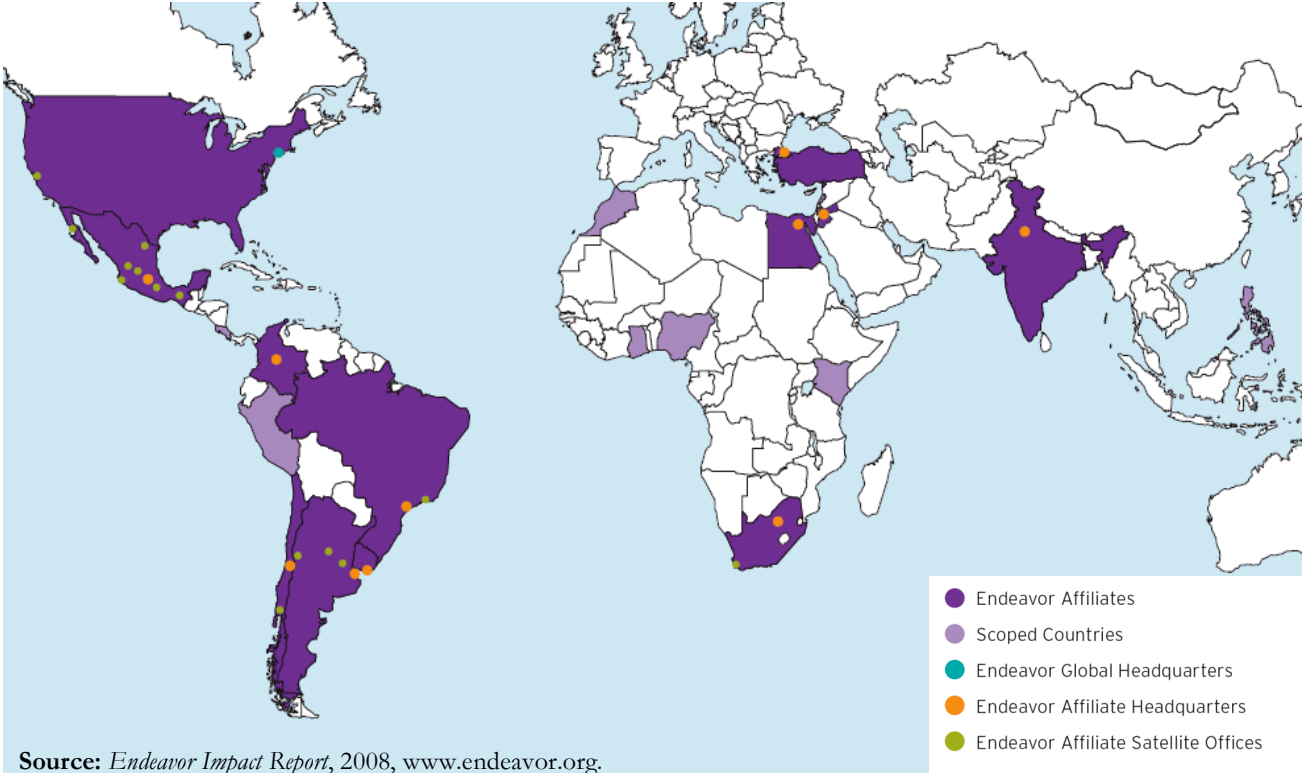 Endeavor Affiliates
Scoped Countries
Endeavor Global Headquarters
Endeavor Affiliate Headquarters
Endeavor Affiliate Satellite Offices
Source: Endeavor Impact Report, 2008, www.endeavor.org.